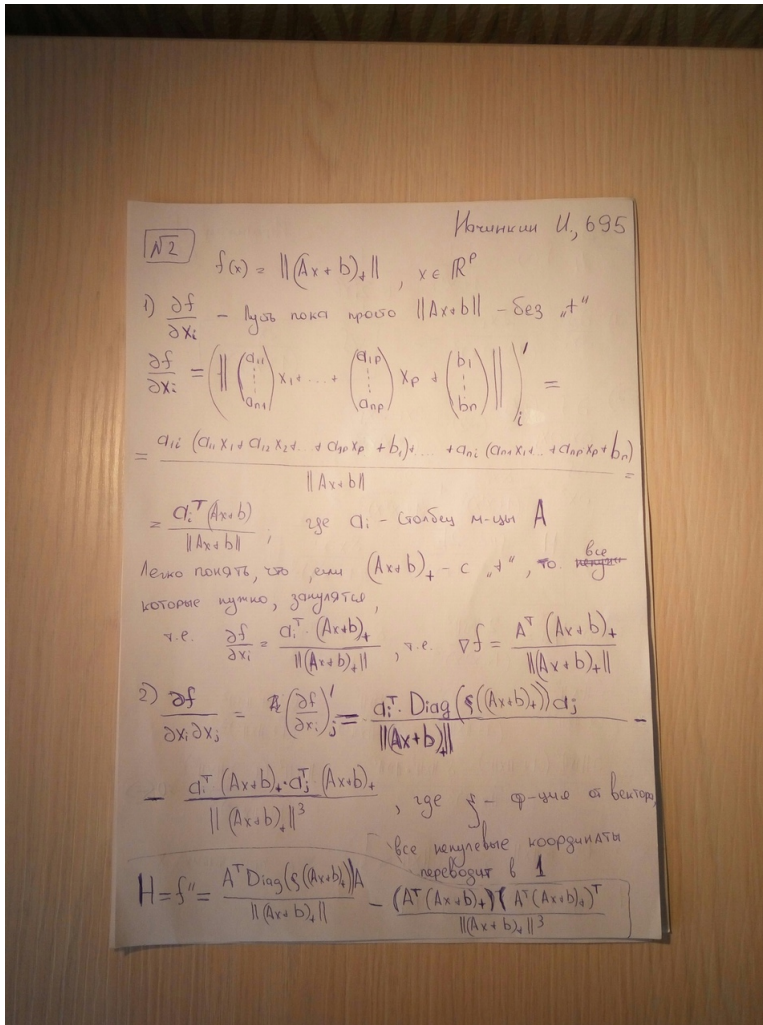 Начинкин И., 695
№2
f(x) = ||(Ax + b)₊||, x ∈ ℝᵖ
1) ∂f/∂xᵢ – Пусть пока просто ||Ax+b|| – без „+“
∂f/∂xᵢ = (||(a₁₁ ⋮ aₙ₁) x₁ + ... + (a₁ₚ ⋮ aₙₚ) xₚ + (b₁ ⋮ bₙ)||)'ᵢ =
= (a₁ᵢ (a₁₁x₁ + a₁₂x₂ + ... + a₁ₚxₚ + b₁) + ... + aₙᵢ (aₙ₁x₁ + ... + aₙₚxₚ + bₙ)) / ||Ax+b|| =
= aᵢᵀ(Ax+b) / ||Ax+b||, где aᵢ – столбец м-цы A
Легко понять, что, если (Ax+b)₊ – с „+“, то все
которые нужно, занулятся,
т.е. ∂f/∂xᵢ = aᵢᵀ · (Ax+b)₊ / ||(Ax+b)₊||, т.е. ∇f = Aᵀ (Ax+b)₊ / ||(Ax+b)₊||
2) ∂f/∂xᵢ∂xⱼ = (∂f/∂xᵢ)'ⱼ = aᵢᵀ · Diag(ξ((Ax+b)₊)) aⱼ / ||(Ax+b)₊|| –
– aᵢᵀ (Ax+b)₊ · aⱼᵀ (Ax+b)₊ / ||(Ax+b)₊||³, где ξ – ф-ция от вектора,
все ненулевые координаты
переводит в 1
H = f'' = AᵀDiag(ξ((Ax+b)₊))A / ||(Ax+b)₊|| – (Aᵀ(Ax+b)₊)(Aᵀ(Ax+b)₊)ᵀ / ||(Ax+b)₊||³